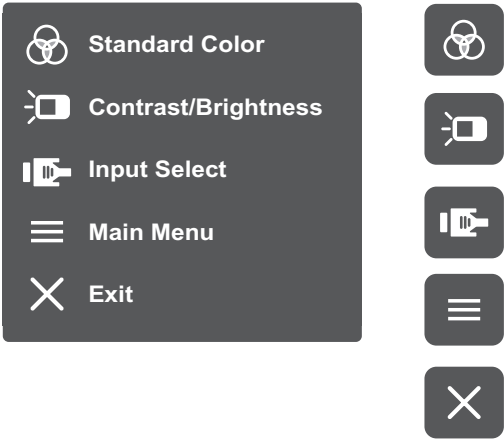 Standard Color
Contrast/Brightness
Input Select
Main Menu
Exit